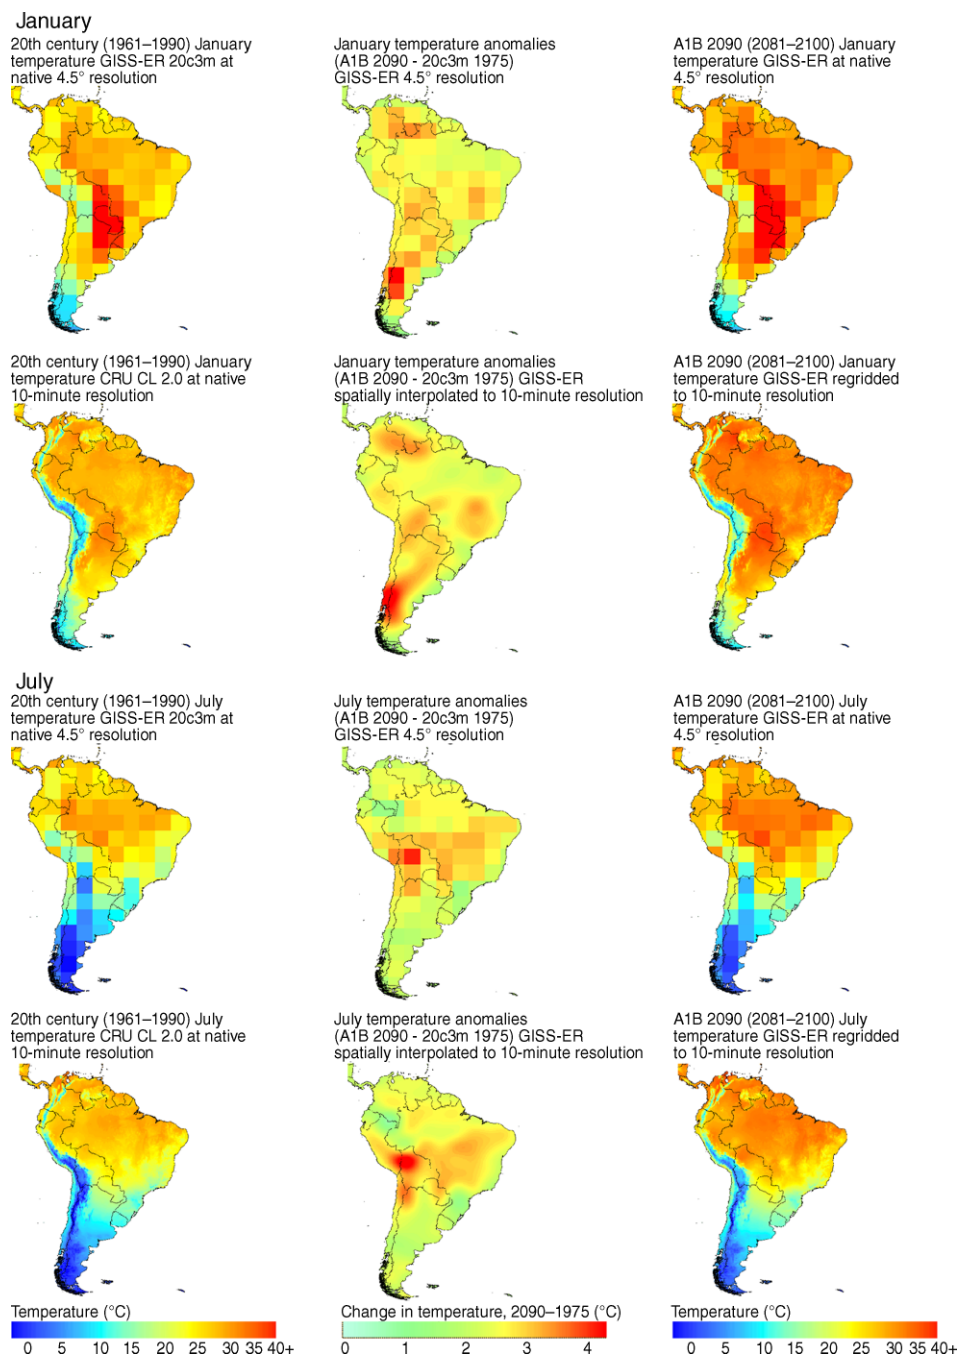 January
20th century (1961–1990) January
temperature GISS-ER 20c3m at
native 4.5° resolution
January temperature anomalies
(A1B 2090 - 20c3m 1975)
GISS-ER 4.5° resolution
A1B 2090 (2081–2100) January
temperature GISS-ER at native
4.5° resolution
20th century (1961–1990) January
temperature CRU CL 2.0 at native
10-minute resolution
January temperature anomalies
(A1B 2090 - 20c3m 1975) GISS-ER
spatially interpolated to 10-minute resolution
A1B 2090 (2081–2100) January
temperature GISS-ER regridded
to 10-minute resolution
July
20th century (1961–1990) July
temperature GISS-ER 20c3m at
native 4.5° resolution
July temperature anomalies
(A1B 2090 - 20c3m 1975)
GISS-ER 4.5° resolution
A1B 2090 (2081–2100) July
temperature GISS-ER at native
4.5° resolution
20th century (1961–1990) July
temperature CRU CL 2.0 at native
10-minute resolution
July temperature anomalies
(A1B 2090 - 20c3m 1975) GISS-ER
spatially interpolated to 10-minute resolution
A1B 2090 (2081–2100) July
temperature GISS-ER regridded
to 10-minute resolution
Temperature (°C)
0 5 10 15 20 25 30 35 40+
Change in temperature, 2090–1975 (°C)
0 1 2 3 4
Temperature (°C)
0 5 10 15 20 25 30 35 40+